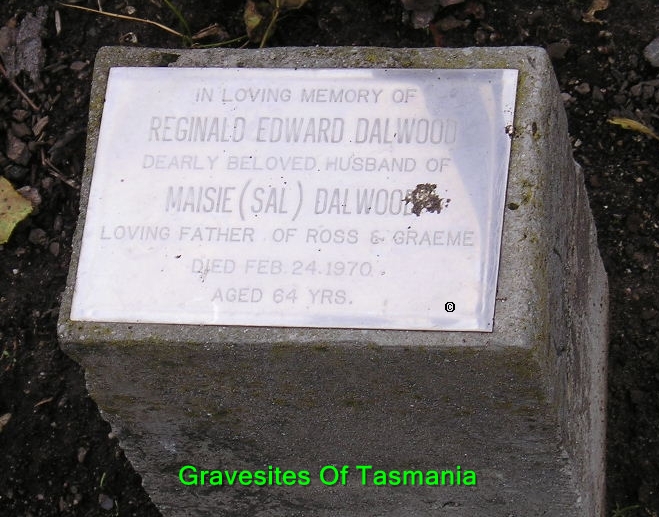 IN LOVING MEMORY OF
REGINALD EDWARD DALWOOD
DEARLY BELOVED HUSBAND OF
MAISIE (SAL) DALWOOD
LOVING FATHER OF ROSS & GRAEME
DIED FEB. 24. 1970
AGED 64 YRS.
©
Gravesites Of Tasmania